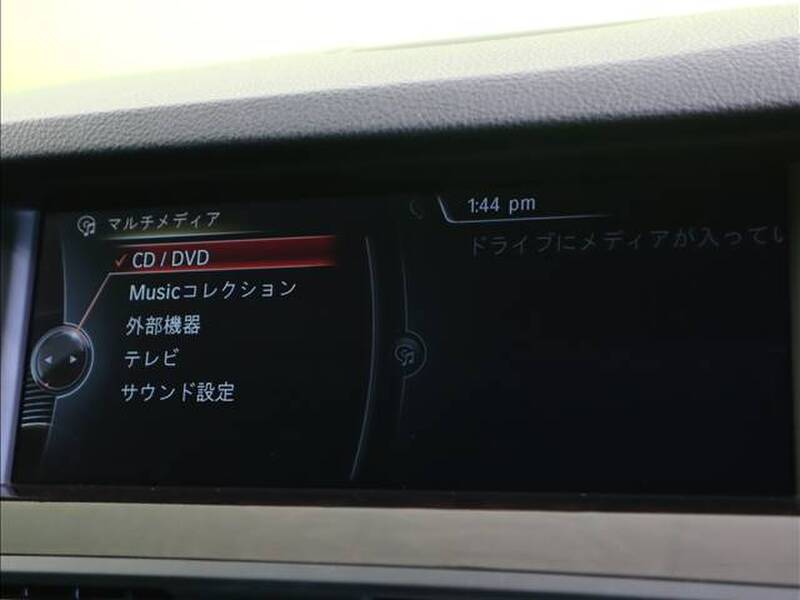 マルチメディア
1:44 pm
ドライブにメディアが入ってい
CD / DVD
Musicコレクション
外部機器
テレビ
サウンド設定